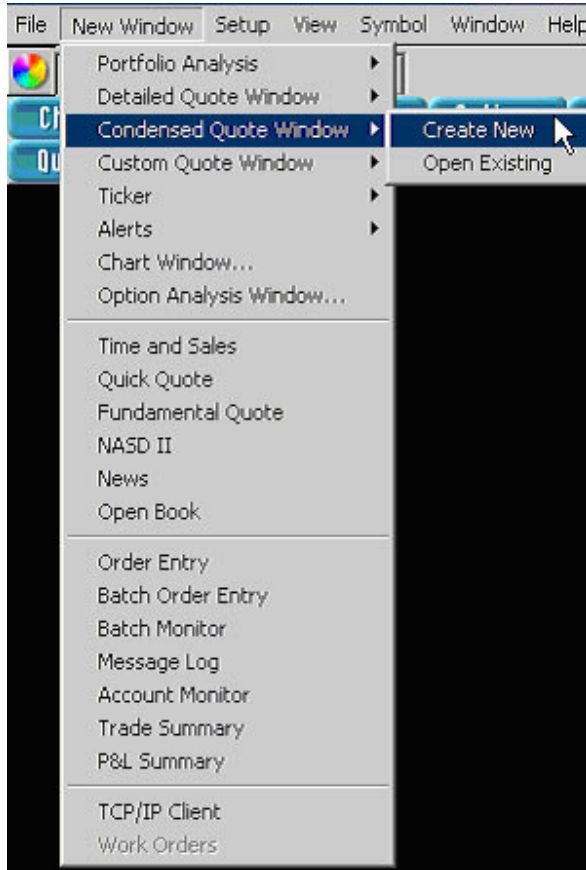 File New Window Setup View Symbol Window Help
Portfolio Analysis
Detailed Quote Window
Condensed Quote Window
Create New
Custom Quote Window
Open Existing
Ticker
Alerts
Chart Window...
Option Analysis Window...
Time and Sales
Quick Quote
Fundamental Quote
NASD II
News
Open Book
Order Entry
Batch Order Entry
Batch Monitor
Message Log
Account Monitor
Trade Summary
P&L Summary
TCP/IP Client
Work Orders